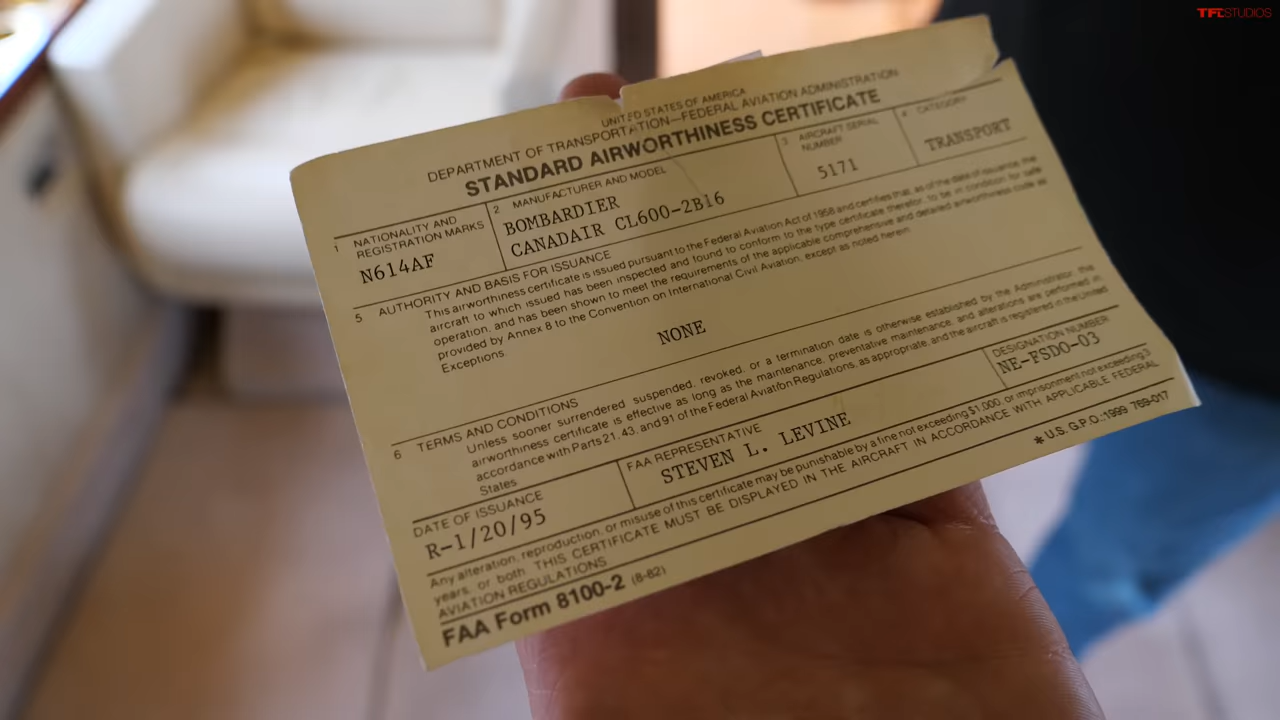 TFLSTUDIOS
UNITED STATES OF AMERICA
DEPARTMENT OF TRANSPORTATION—FEDERAL AVIATION ADMINISTRATION
STANDARD AIRWORTHINESS CERTIFICATE
1 NATIONALITY AND
REGISTRATION MARKS
N614AF
2 MANUFACTURER AND MODEL
BOMBARDIER
CANADAIR CL600-2B16
3 AIRCRAFT SERIAL
NUMBER
5171
4 CATEGORY
TRANSPORT
5 AUTHORITY AND BASIS FOR ISSUANCE
This airworthiness certificate is issued pursuant to the Federal Aviation Act of 1958 and certifies that, as of the date of issuance, the
aircraft to which issued has been inspected and found to conform to the type certificate therefor, to be in condition for safe
operation, and has been shown to meet the requirements of the applicable comprehensive and detailed airworthiness code as
provided by Annex 8 to the Convention on International Civil Aviation, except as noted herein.
Exceptions
NONE
6 TERMS AND CONDITIONS
Unless sooner surrendered suspended, revoked, or a termination date is otherwise established by the Administrator, this
airworthiness certificate is effective as long as the maintenance, preventative maintenance, and alterations are performed in
accordance with Parts 21, 43, and 91 of the Federal Aviation Regulations, as appropriate, and the aircraft is registered in the United
States
DATE OF ISSUANCE
R-1/20/95
FAA REPRESENTATIVE
STEVEN L. LEVINE
DESIGNATION NUMBER
NE-FSDO-03
Any alteration, reproduction, or misuse of this certificate may be punishable by a fine not exceeding $1,000, or imprisonment not exceeding 3
years, or both THIS CERTIFICATE MUST BE DISPLAYED IN THE AIRCRAFT IN ACCORDANCE WITH APPLICABLE FEDERAL
AVIATION REGULATIONS
FAA Form 8100-2 (8-82)
* U.S. G.P.O.:1999 769-017